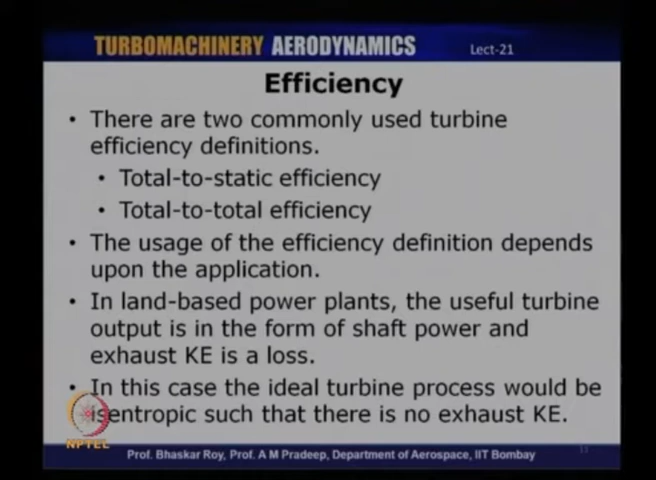 TURBOMACHINERY AERODYNAMICS Lect-21
Efficiency
• There are two commonly used turbine
efficiency definitions.
• Total-to-static efficiency
• Total-to-total efficiency
• The usage of the efficiency definition depends
upon the application.
• In land-based power plants, the useful turbine
output is in the form of shaft power and
exhaust KE is a loss.
• In this case the ideal turbine process would be
isentropic such that there is no exhaust KE.
NPTEL
Prof. Bhaskar Roy, Prof. A M Pradeep, Department of Aerospace, IIT Bombay